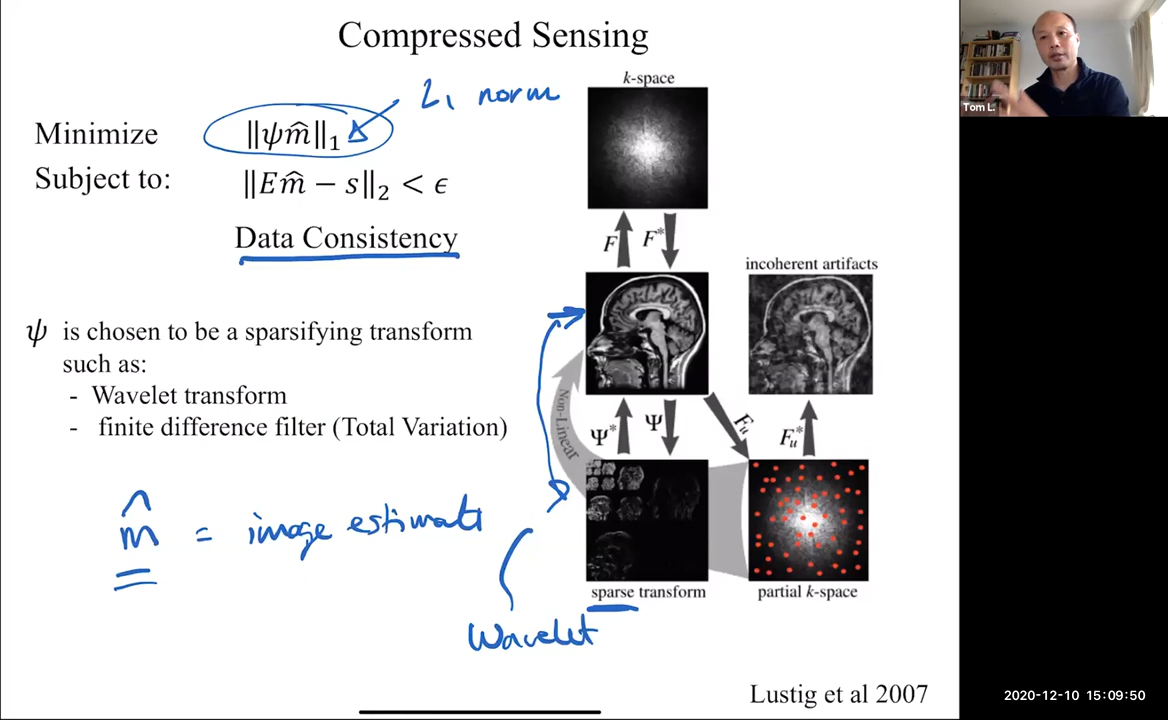 Compressed Sensing
L1 norm
Minimize ‖ψm̂‖₁
Subject to: ‖Em̂ − s‖₂ < ϵ
Data Consistency
ψ is chosen to be a sparsifying transform
such as:
- Wavelet transform
- finite difference filter (Total Variation)
m̂ = image estimate
Wavelet
k-space
F F*
incoherent artifacts
Non-Linear
Ψ* Ψ
Fᵤ
Fᵤ*
sparse transform
partial k-space
Lustig et al 2007
Tom L.
2020-12-10 15:09:50